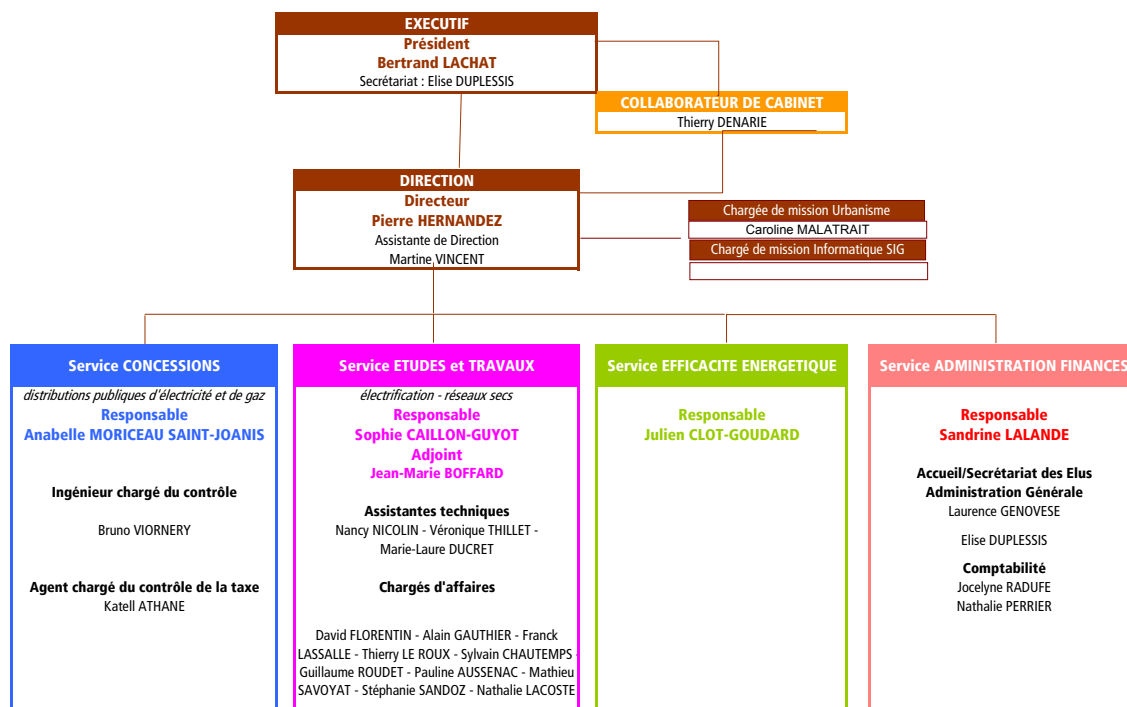 EXECUTIF
Président
Bertrand LACHAT
Secrétariat : Elise DUPLESSIS
COLLABORATEUR DE CABINET
Thierry DENARIE
DIRECTION
Directeur
Pierre HERNANDEZ
Assistante de Direction
Martine VINCENT
Chargée de mission Urbanisme
Caroline MALATRAIT
Chargé de mission Informatique SIG
Service CONCESSIONS
distributions publiques d'électricité et de gaz
Responsable
Anabelle MORICEAU SAINT-JOANIS
Ingénieur chargé du contrôle
Bruno VIORNERY
Agent chargé du contrôle de la taxe
Katell ATHANE
Service ETUDES et TRAVAUX
électrification - réseaux secs
Responsable
Sophie CAILLON-GUYOT
Adjoint
Jean-Marie BOFFARD
Assistantes techniques
Nancy NICOLIN - Véronique THILLET -
Marie-Laure DUCRET
Chargés d'affaires
David FLORENTIN - Alain GAUTHIER - Franck
LASSALLE - Thierry LE ROUX - Sylvain CHAUTEMPS -
Guillaume ROUDET - Pauline AUSSENAC - Mathieu
SAVOYAT - Stéphanie SANDOZ - Nathalie LACOSTE
Service EFFICACITE ENERGETIQUE
Responsable
Julien CLOT-GOUDARD
Service ADMINISTRATION FINANCES
Responsable
Sandrine LALANDE
Accueil/Secrétariat des Elus
Administration Générale
Laurence GENOVESE
Elise DUPLESSIS
Comptabilité
Jocelyne RADUFE
Nathalie PERRIER